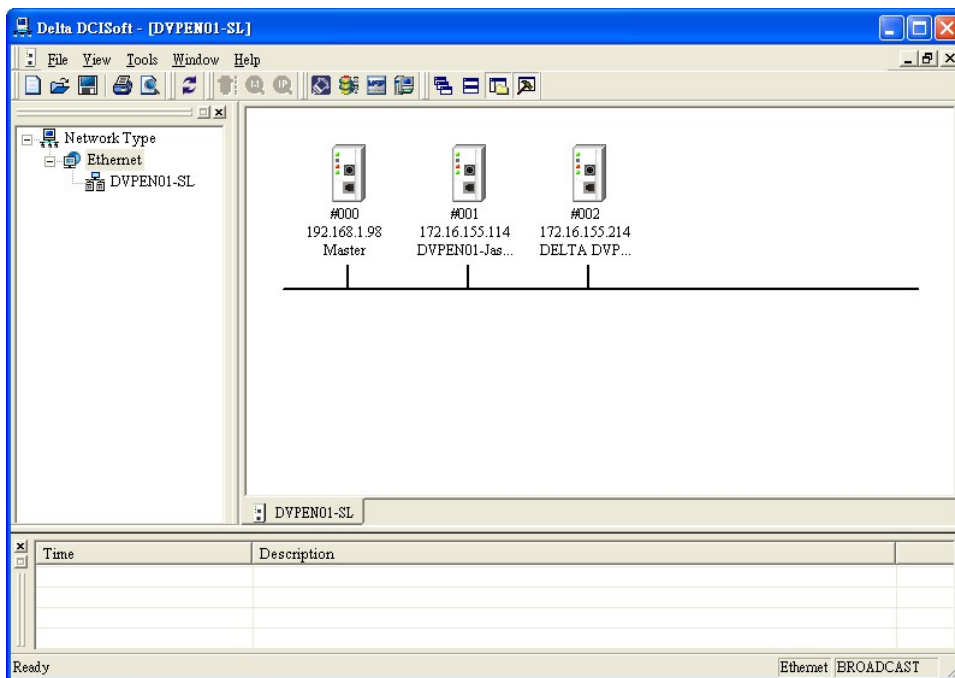 Delta DCISoft - [DVPEN01-SL]
File View Tools Window Help
Network Type
Ethernet
DVPEN01-SL
#000
192.168.1.98
Master
#001
172.16.155.114
DVPEN01-Jas...
#002
172.16.155.214
DELTA DVP...
DVPEN01-SL
Time Description
Ready Ethernet BROADCAST